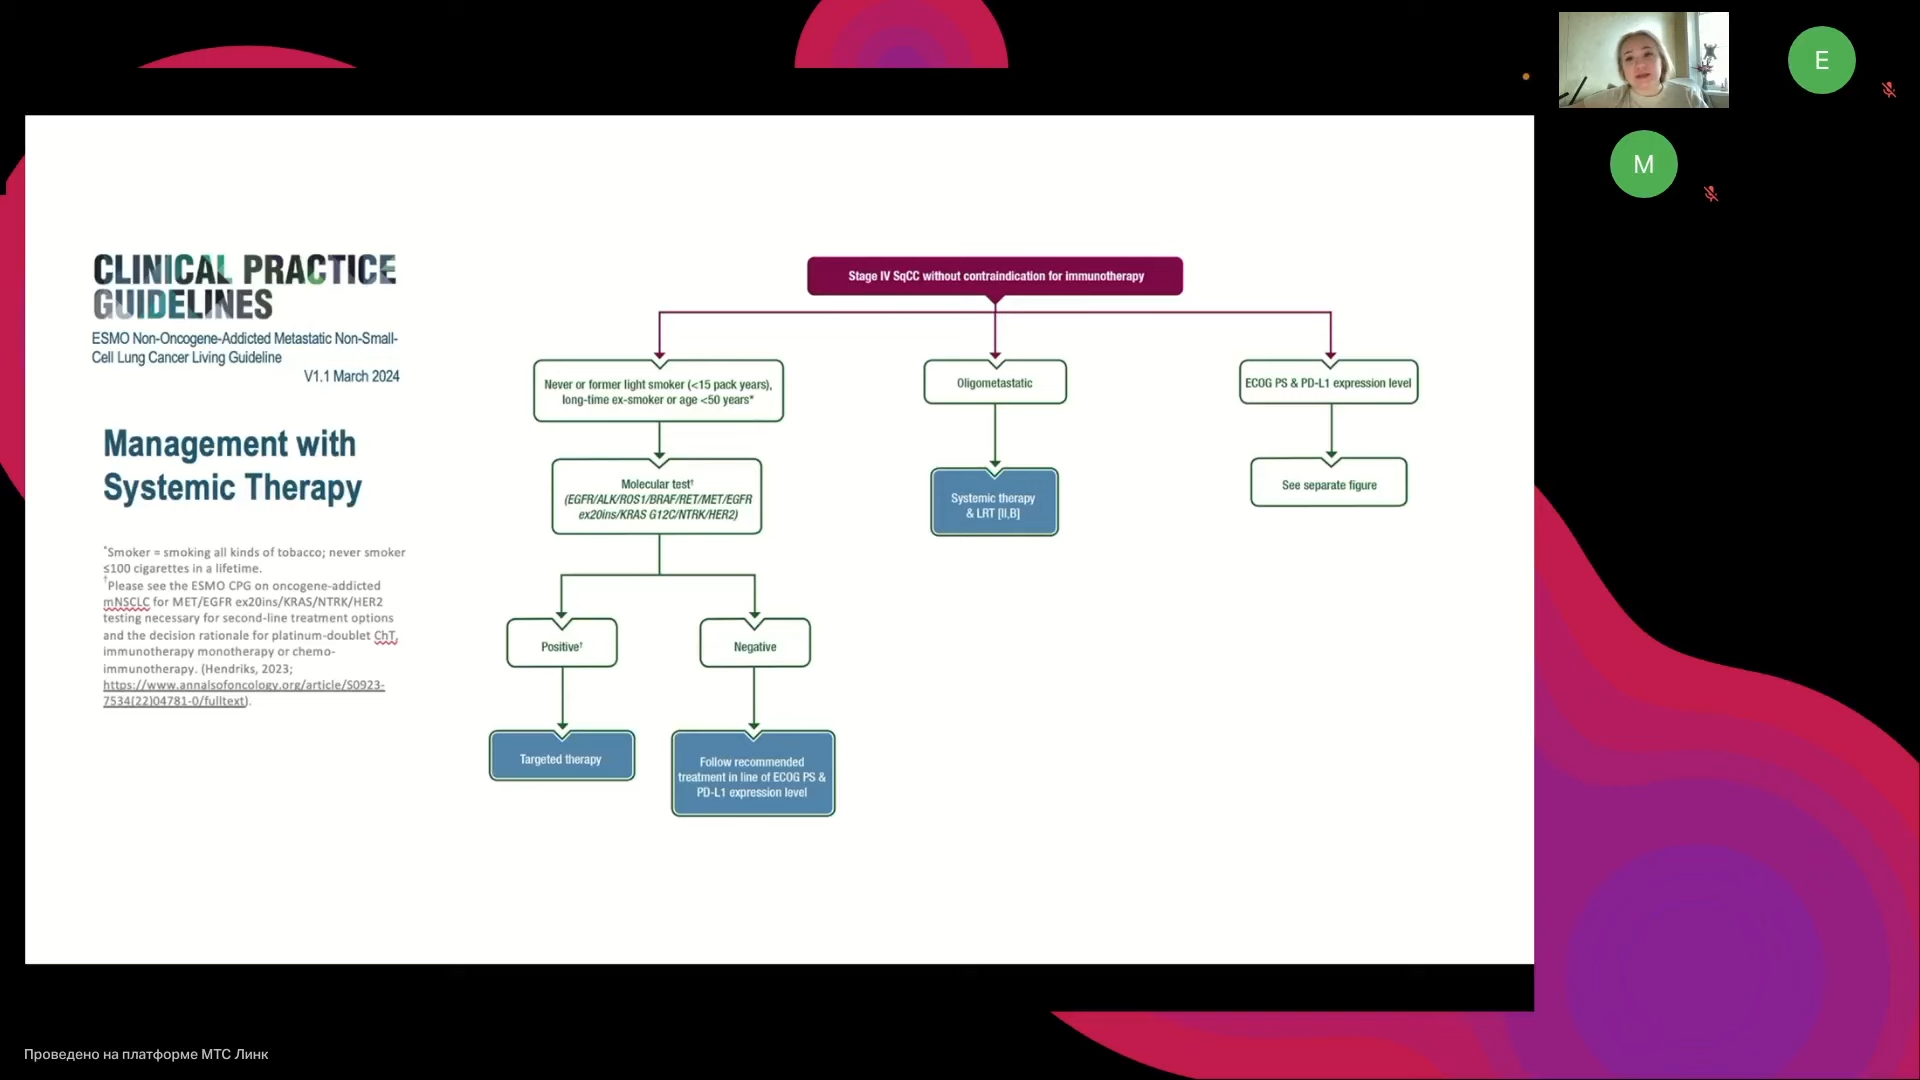 E
M
CLINICAL PRACTICE
GUIDELINES
ESMO Non-Oncogene-Addicted Metastatic Non-Small-
Cell Lung Cancer Living Guideline
V1.1 March 2024
Management with
Systemic Therapy
*Smoker = smoking all kinds of tobacco; never smoker
≤100 cigarettes in a lifetime.
†Please see the ESMO CPG on oncogene-addicted
mNSCLC for MET/EGFR ex20ins/KRAS/NTRK/HER2
testing necessary for second-line treatment options
and the decision rationale for platinum-doublet ChT,
immunotherapy monotherapy or chemo-
immunotherapy. (Hendriks, 2023;
https://www.annalsofoncology.org/article/S0923-
7534(22)04781-0/fulltext).
Stage IV SqCC without contraindication for immunotherapy
Never or former light smoker (<15 pack years),
long-time ex-smoker or age <50 years*
Oligometastatic
ECOG PS & PD-L1 expression level
Molecular test†
(EGFR/ALK/ROS1/BRAF/RET/MET/EGFR
ex20ins/KRAS G12C/NTRK/HER2)
Systemic therapy
& LRT [II,B]
See separate figure
Positive†
Negative
Targeted therapy
Follow recommended
treatment in line of ECOG PS &
PD-L1 expression level
Проведено на платформе МТС Линк